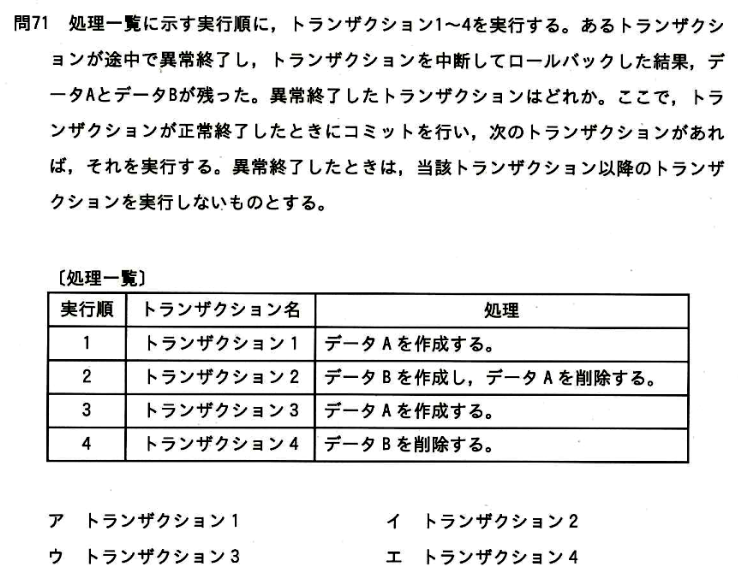 問71 処理一覧に示す実行順に，トランザクション1〜4を実行する。あるトランザクシ
ョンが途中で異常終了し，トランザクションを中断してロールバックした結果，デ
ータAとデータBが残った。異常終了したトランザクションはどれか。ここで，トラ
ンザクションが正常終了したときにコミットを行い，次のトランザクションがあれ
ば，それを実行する。異常終了したときは，当該トランザクション以降のトランザ
クションを実行しないものとする。
〔処理一覧〕
実行順 トランザクション名 処理
1 トランザクション1 データAを作成する。
2 トランザクション2 データBを作成し，データAを削除する。
3 トランザクション3 データAを作成する。
4 トランザクション4 データBを削除する。
ア トランザクション1 イ トランザクション2
ウ トランザクション3 エ トランザクション4